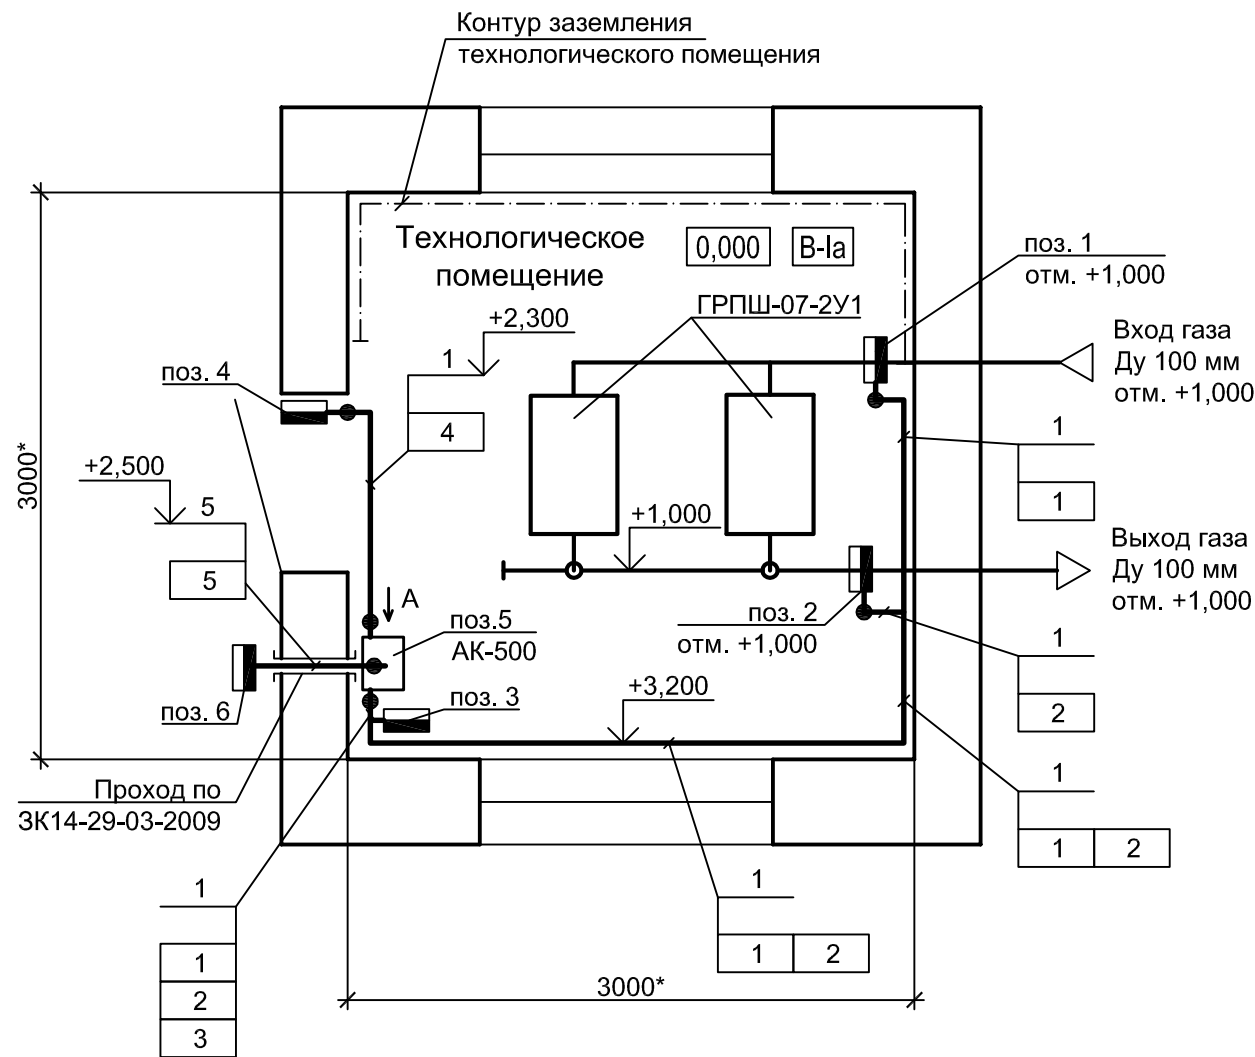 Контур заземления
технологического помещения
Технологическое
помещение
0,000
В-Iа
поз. 1
отм. +1,000
ГРПШ-07-2У1
+2,300
1
4
Вход газа
Ду 100 мм
отм. +1,000
поз. 4
1
1
+2,500
5
5
3000*
+1,000
Выход газа
Ду 100 мм
отм. +1,000
А
поз.5
АК-500
поз. 2
отм. +1,000
1
2
поз. 6
поз. 3
+3,200
Проход по
ЗК14-29-03-2009
1
1 2
1
1
2
3
1
1 2
3000*